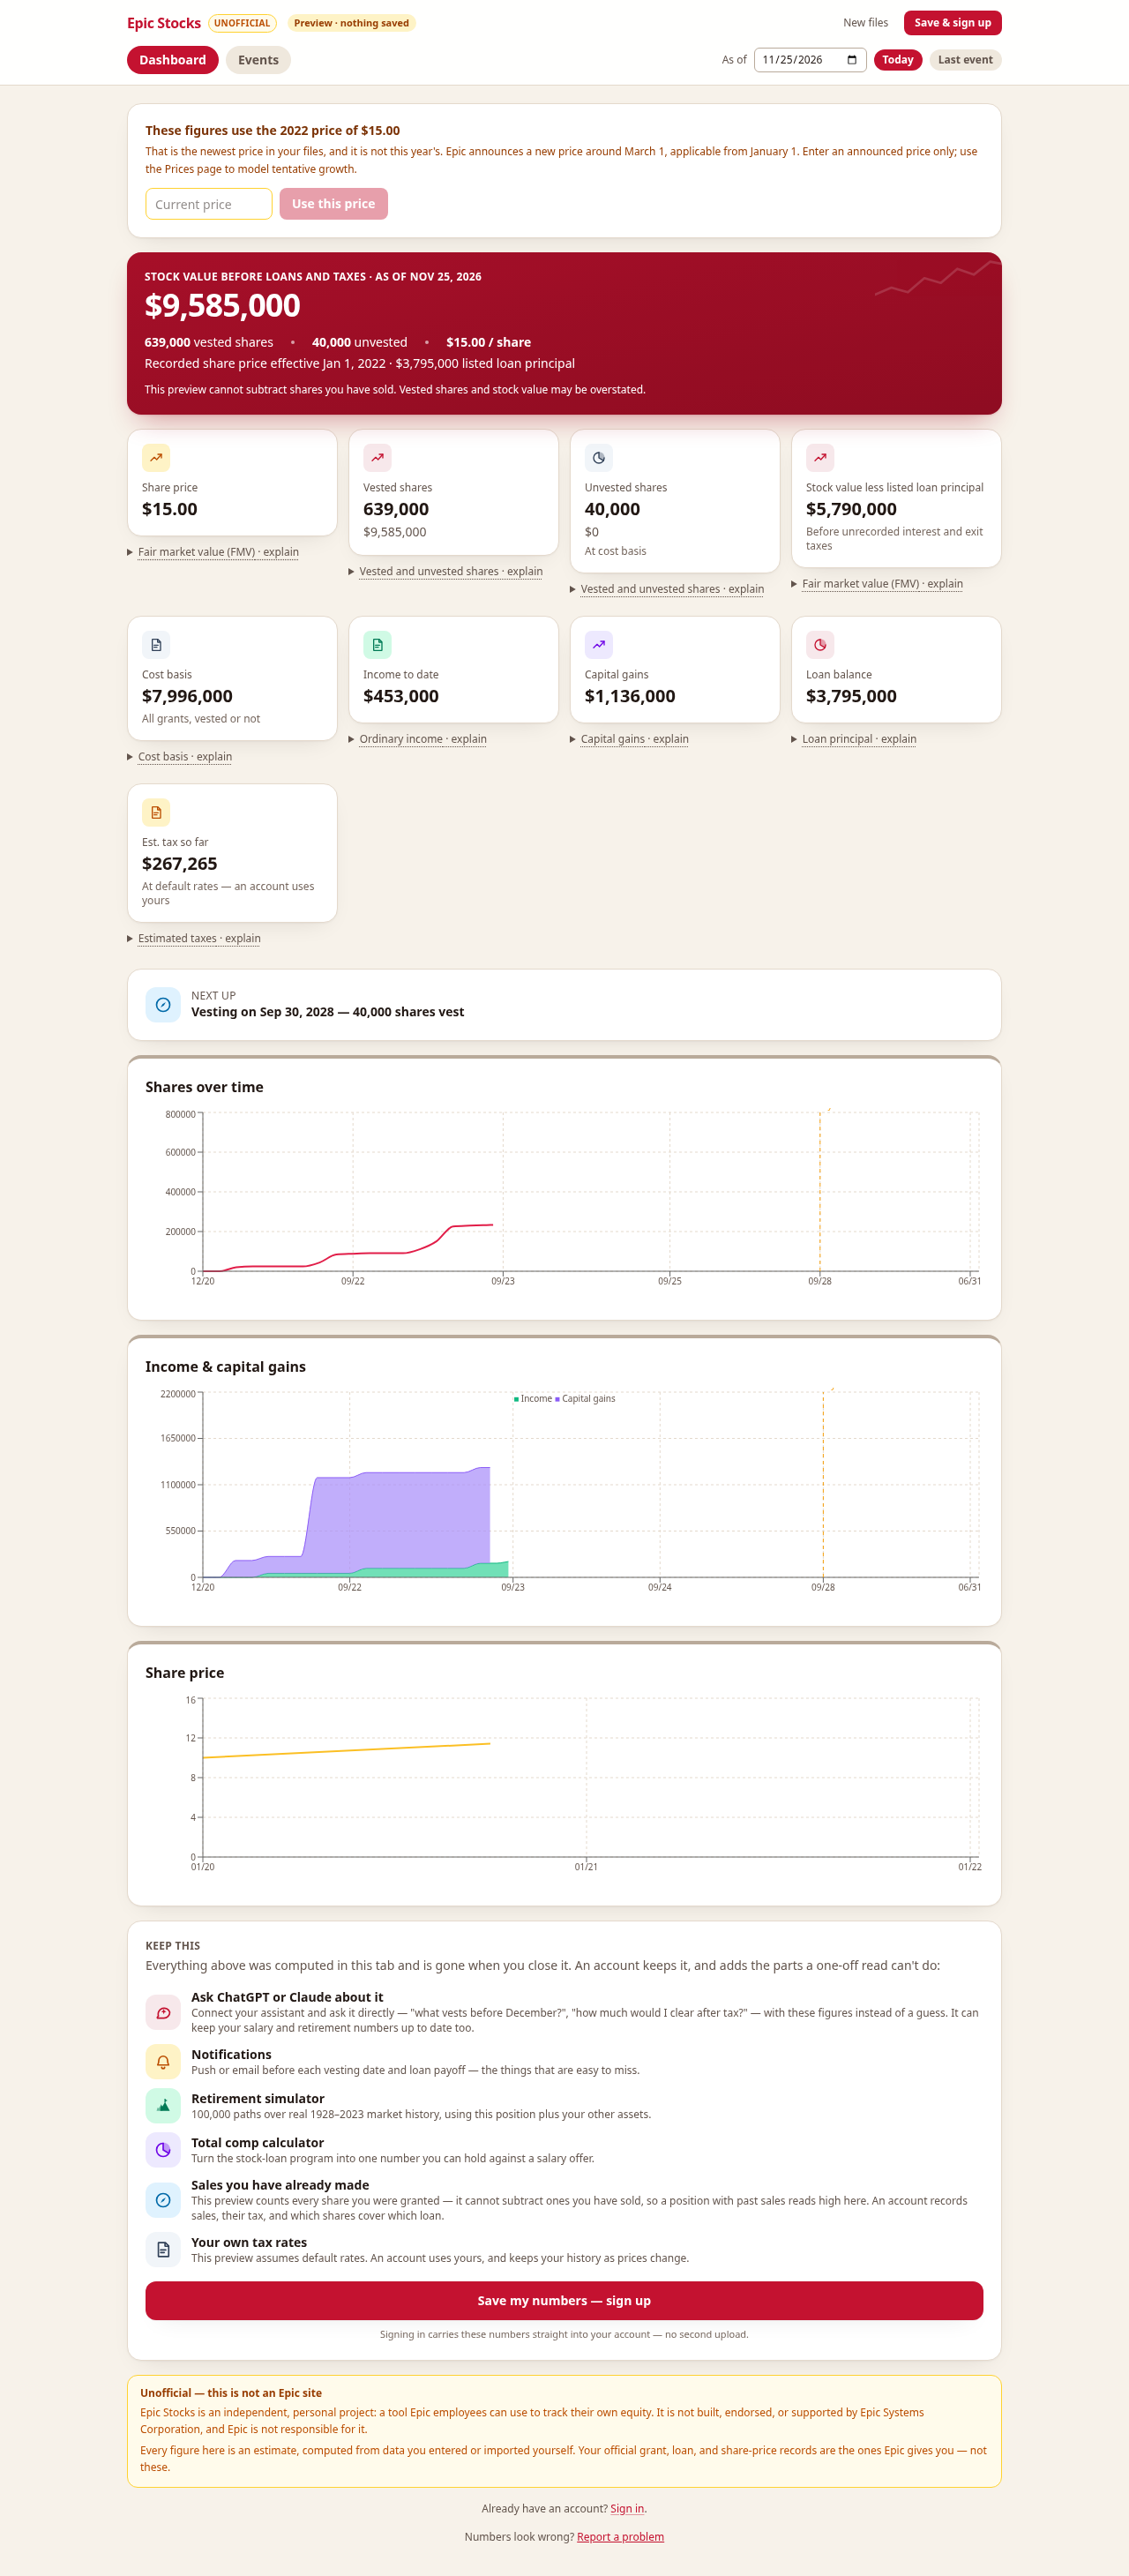 Epic Stocks UNOFFICIAL Preview · nothing saved New files Save & sign up
Dashboard Events As of 11/25/2026 Today Last event
These figures use the 2022 price of $15.00
That is the newest price in your files, and it is not this year's. Epic announces a new price around March 1, applicable from January 1. Enter an announced price only; use
the Prices page to model tentative growth.
Current price Use this price
STOCK VALUE BEFORE LOANS AND TAXES · AS OF NOV 25, 2026
$9,585,000
639,000 vested shares • 40,000 unvested • $15.00 / share
Recorded share price effective Jan 1, 2022 · $3,795,000 listed loan principal
This preview cannot subtract shares you have sold. Vested shares and stock value may be overstated.
Share price
$15.00
Fair market value (FMV) · explain
Vested shares
639,000
$9,585,000
Vested and unvested shares · explain
Unvested shares
40,000
$0
At cost basis
Vested and unvested shares · explain
Stock value less listed loan principal
$5,790,000
Before unrecorded interest and exit
taxes
Fair market value (FMV) · explain
Cost basis
$7,996,000
All grants, vested or not
Cost basis · explain
Income to date
$453,000
Ordinary income · explain
Capital gains
$1,136,000
Capital gains · explain
Loan balance
$3,795,000
Loan principal · explain
Est. tax so far
$267,265
At default rates — an account uses
yours
Estimated taxes · explain
NEXT UP
Vesting on Sep 30, 2028 — 40,000 shares vest
Shares over time
800000
600000
400000
200000
0
12/20 09/22 09/23 09/25 09/28 06/31
Income & capital gains
Income Capital gains
2200000
1650000
1100000
550000
0
12/20 09/22 09/23 09/24 09/28 06/31
Share price
16
12
8
4
0
01/20 01/21 01/22
KEEP THIS
Everything above was computed in this tab and is gone when you close it. An account keeps it, and adds the parts a one-off read can't do:
Ask ChatGPT or Claude about it
Connect your assistant and ask it directly — "what vests before December?", "how much would I clear after tax?" — with these figures instead of a guess. It can
keep your salary and retirement numbers up to date too.
Notifications
Push or email before each vesting date and loan payoff — the things that are easy to miss.
Retirement simulator
100,000 paths over real 1928–2023 market history, using this position plus your other assets.
Total comp calculator
Turn the stock-loan program into one number you can hold against a salary offer.
Sales you have already made
This preview counts every share you were granted — it cannot subtract ones you have sold, so a position with past sales reads high here. An account records
sales, their tax, and which shares cover which loan.
Your own tax rates
This preview assumes default rates. An account uses yours, and keeps your history as prices change.
Save my numbers — sign up
Signing in carries these numbers straight into your account — no second upload.
Unofficial — this is not an Epic site
Epic Stocks is an independent, personal project: a tool Epic employees can use to track their own equity. It is not built, endorsed, or supported by Epic Systems
Corporation, and Epic is not responsible for it.
Every figure here is an estimate, computed from data you entered or imported yourself. Your official grant, loan, and share-price records are the ones Epic gives you — not
these.
Already have an account? Sign in.
Numbers look wrong? Report a problem